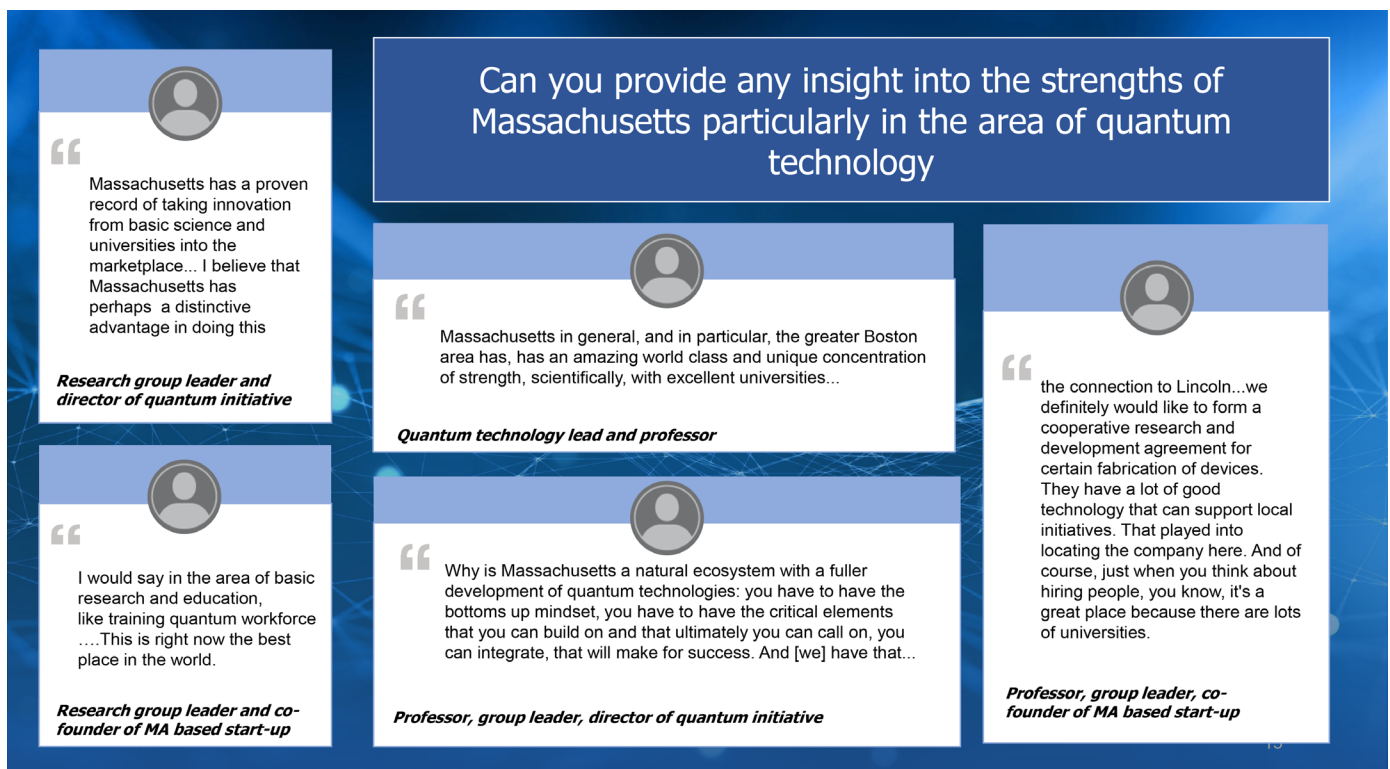 Can you provide any insight into the strengths of
Massachusetts particularly in the area of quantum
technology
“
Massachusetts has a proven
record of taking innovation
from basic science and
universities into the
marketplace... I believe that
Massachusetts has
perhaps a distinctive
advantage in doing this
Research group leader and
director of quantum initiative
“
I would say in the area of basic
research and education,
like training quantum workforce
….This is right now the best
place in the world.
Research group leader and co-
founder of MA based start-up
“
Massachusetts in general, and in particular, the greater Boston
area has, has an amazing world class and unique concentration
of strength, scientifically, with excellent universities...
Quantum technology lead and professor
“
Why is Massachusetts a natural ecosystem with a fuller
development of quantum technologies: you have to have the
bottoms up mindset, you have to have the critical elements
that you can build on and that ultimately you can call on, you
can integrate, that will make for success. And [we] have that...
Professor, group leader, director of quantum initiative
“
the connection to Lincoln...we
definitely would like to form a
cooperative research and
development agreement for
certain fabrication of devices.
They have a lot of good
technology that can support local
initiatives. That played into
locating the company here. And of
course, just when you think about
hiring people, you know, it's a
great place because there are lots
of universities.
Professor, group leader, co-
founder of MA based start-up